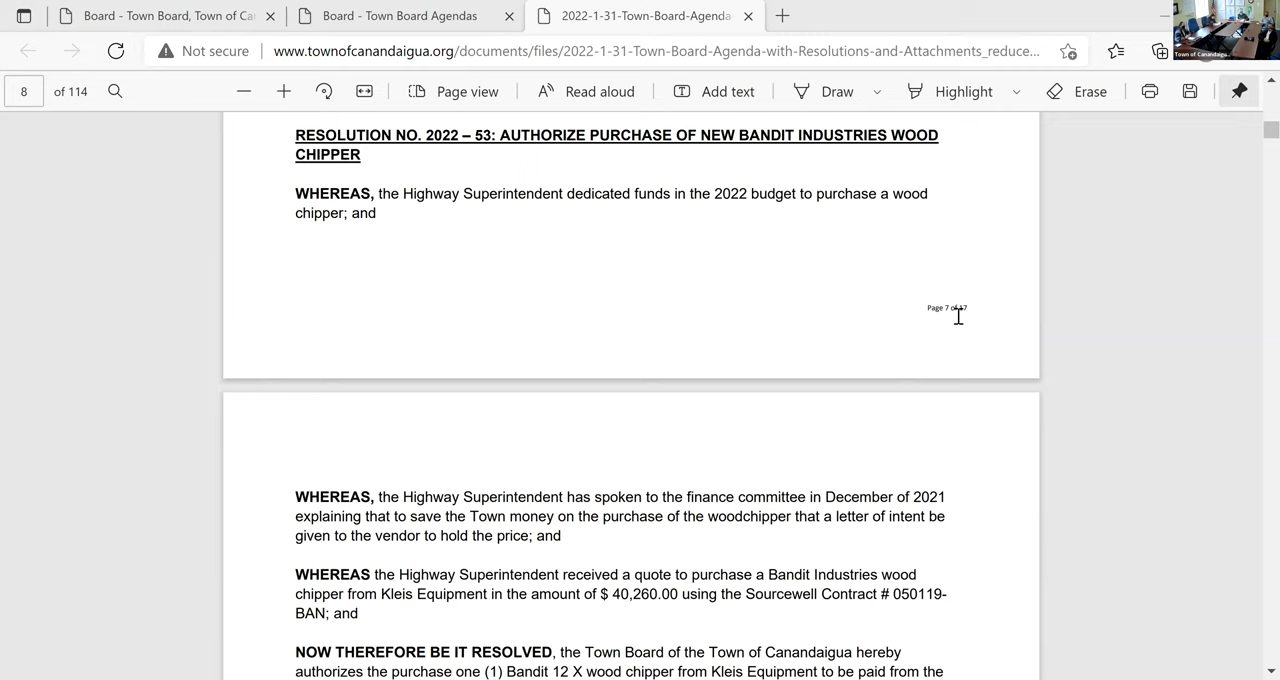 Board - Town Board, Town of Ca
Board - Town Board Agendas
2022-1-31-Town-Board-Agenda-
Not secure
www.townofcanandaigua.org/documents/files/2022-1-31-Town-Board-Agenda-with-Resolutions-and-Attachments_reduce...
Town of Canandaigu...
8 of 114
Page view
Read aloud
Add text
Draw
Highlight
Erase
RESOLUTION NO. 2022 – 53: AUTHORIZE PURCHASE OF NEW BANDIT INDUSTRIES WOOD
CHIPPER
WHEREAS, the Highway Superintendent dedicated funds in the 2022 budget to purchase a wood
chipper; and
Page 7 of 17
WHEREAS, the Highway Superintendent has spoken to the finance committee in December of 2021
explaining that to save the Town money on the purchase of the woodchipper that a letter of intent be
given to the vendor to hold the price; and
WHEREAS the Highway Superintendent received a quote to purchase a Bandit Industries wood
chipper from Kleis Equipment in the amount of $ 40,260.00 using the Sourcewell Contract # 050119-
BAN; and
NOW THEREFORE BE IT RESOLVED, the Town Board of the Town of Canandaigua hereby
authorizes the purchase one (1) Bandit 12 X wood chipper from Kleis Equipment to be paid from the